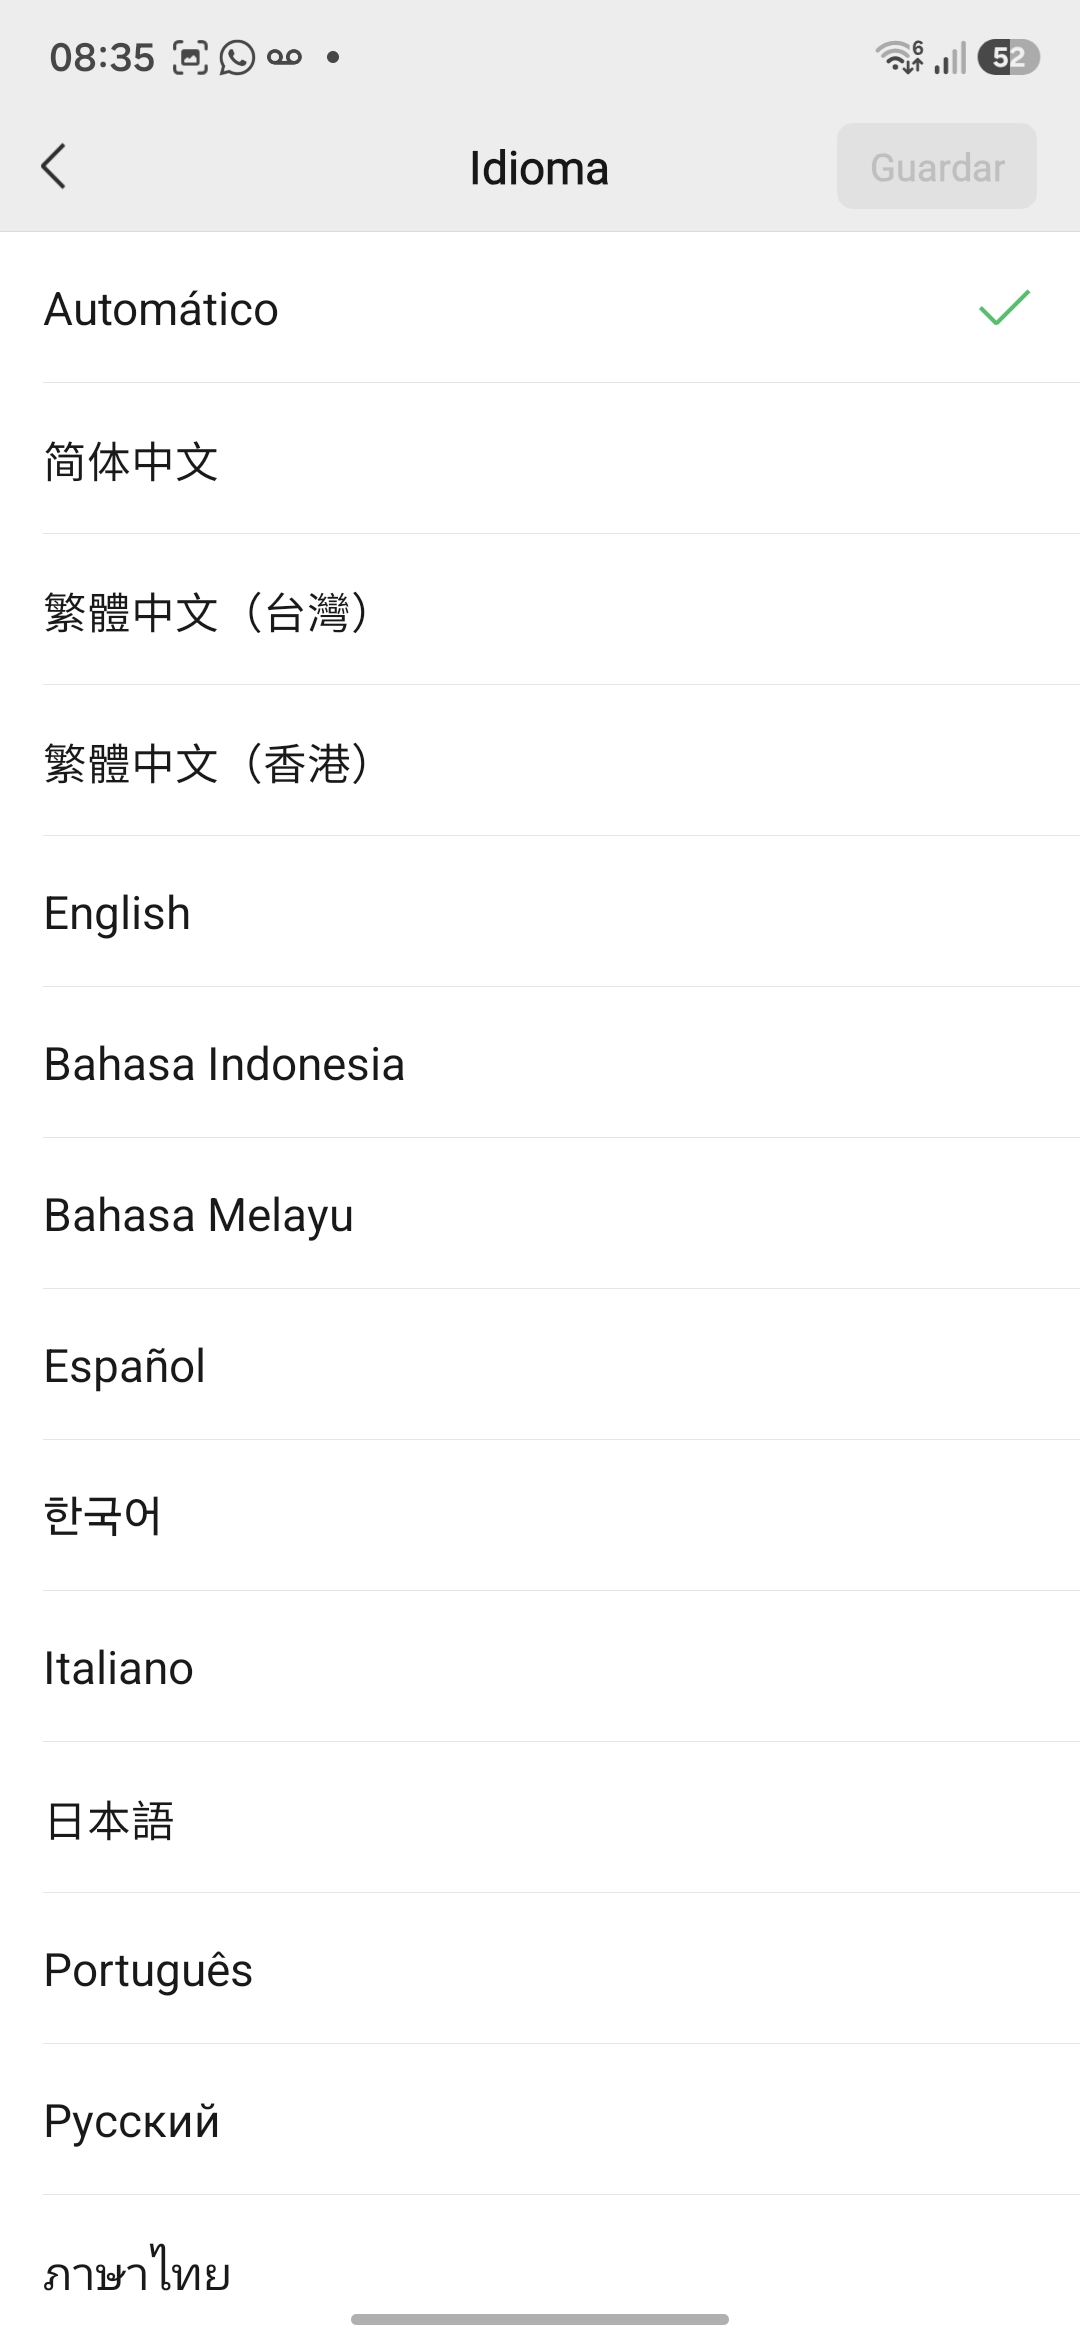 08:35
6
52
Idioma
Guardar
Automático
简体中文
繁體中文（台灣）
繁體中文（香港）
English
Bahasa Indonesia
Bahasa Melayu
Español
한국어
Italiano
日本語
Português
Русский
ภาษาไทย